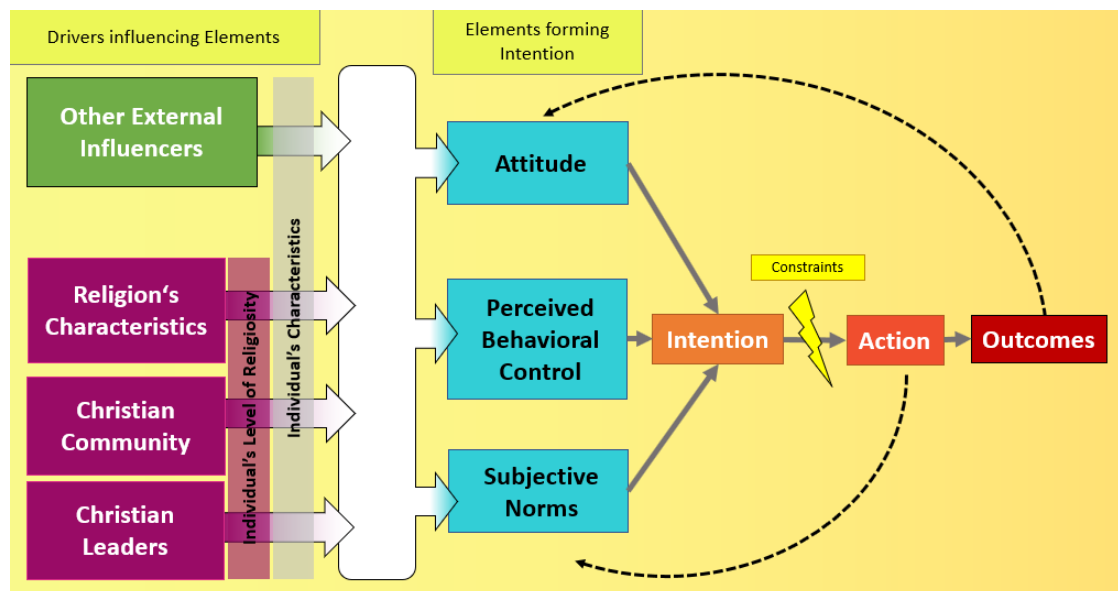 Drivers influencing Elements
Elements forming
Intention
Other External
Influencers
Religion‘s
Characteristics
Christian
Community
Christian
Leaders
Individual’s Level of Religiosity
Individual’s Characteristics
Attitude
Perceived
Behavioral
Control
Subjective
Norms
Constraints
Intention
Action
Outcomes